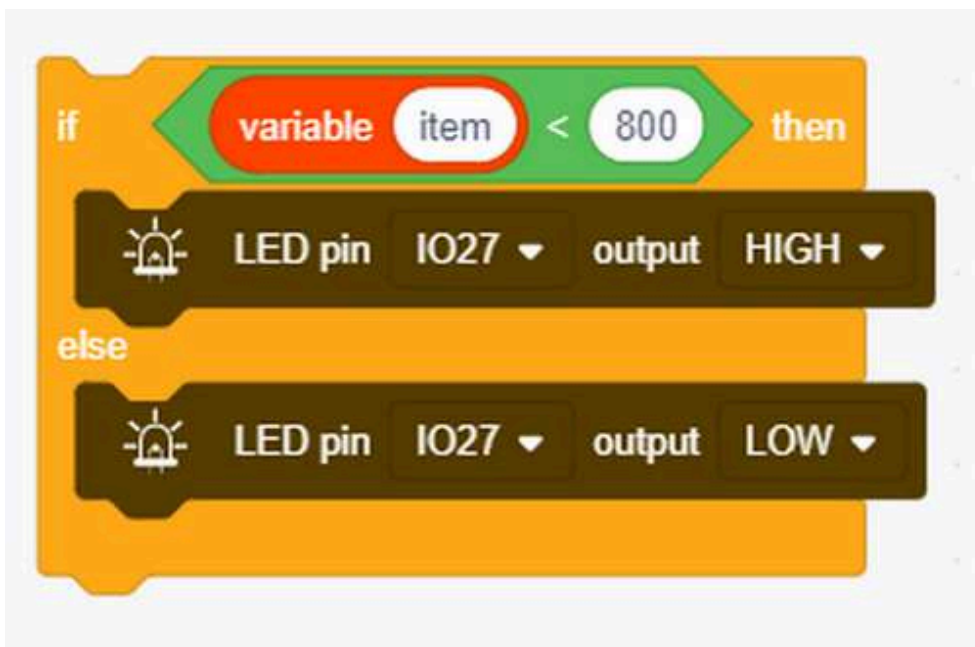 if variable item < 800 then
LED pin IO27 output HIGH
else
LED pin IO27 output LOW